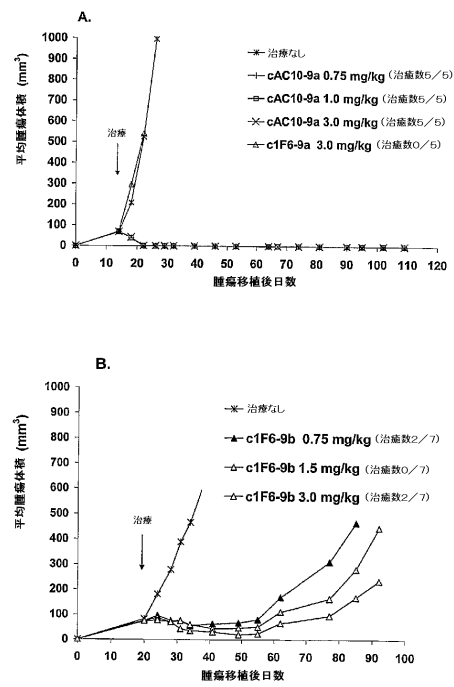 A.
平均腫瘍体積 (mm³)
1000
900
800
700
600
500
400
300
200
100
0
治療
治療なし
cAC10-9a 0.75 mg/kg (治癒数5/5)
cAC10-9a 1.0 mg/kg (治癒数5/5)
cAC10-9a 3.0 mg/kg (治癒数5/5)
c1F6-9a 3.0 mg/kg (治癒数0/5)
0 10 20 30 40 50 60 70 80 90 100 110 120
腫瘍移植後日数
B.
平均腫瘍体積 (mm³)
1000
900
800
700
600
500
400
300
200
100
0
治療
治療なし
c1F6-9b 0.75 mg/kg (治癒数2/7)
c1F6-9b 1.5 mg/kg (治癒数0/7)
c1F6-9b 3.0 mg/kg (治癒数2/7)
0 10 20 30 40 50 60 70 80 90 100
腫瘍移植後日数